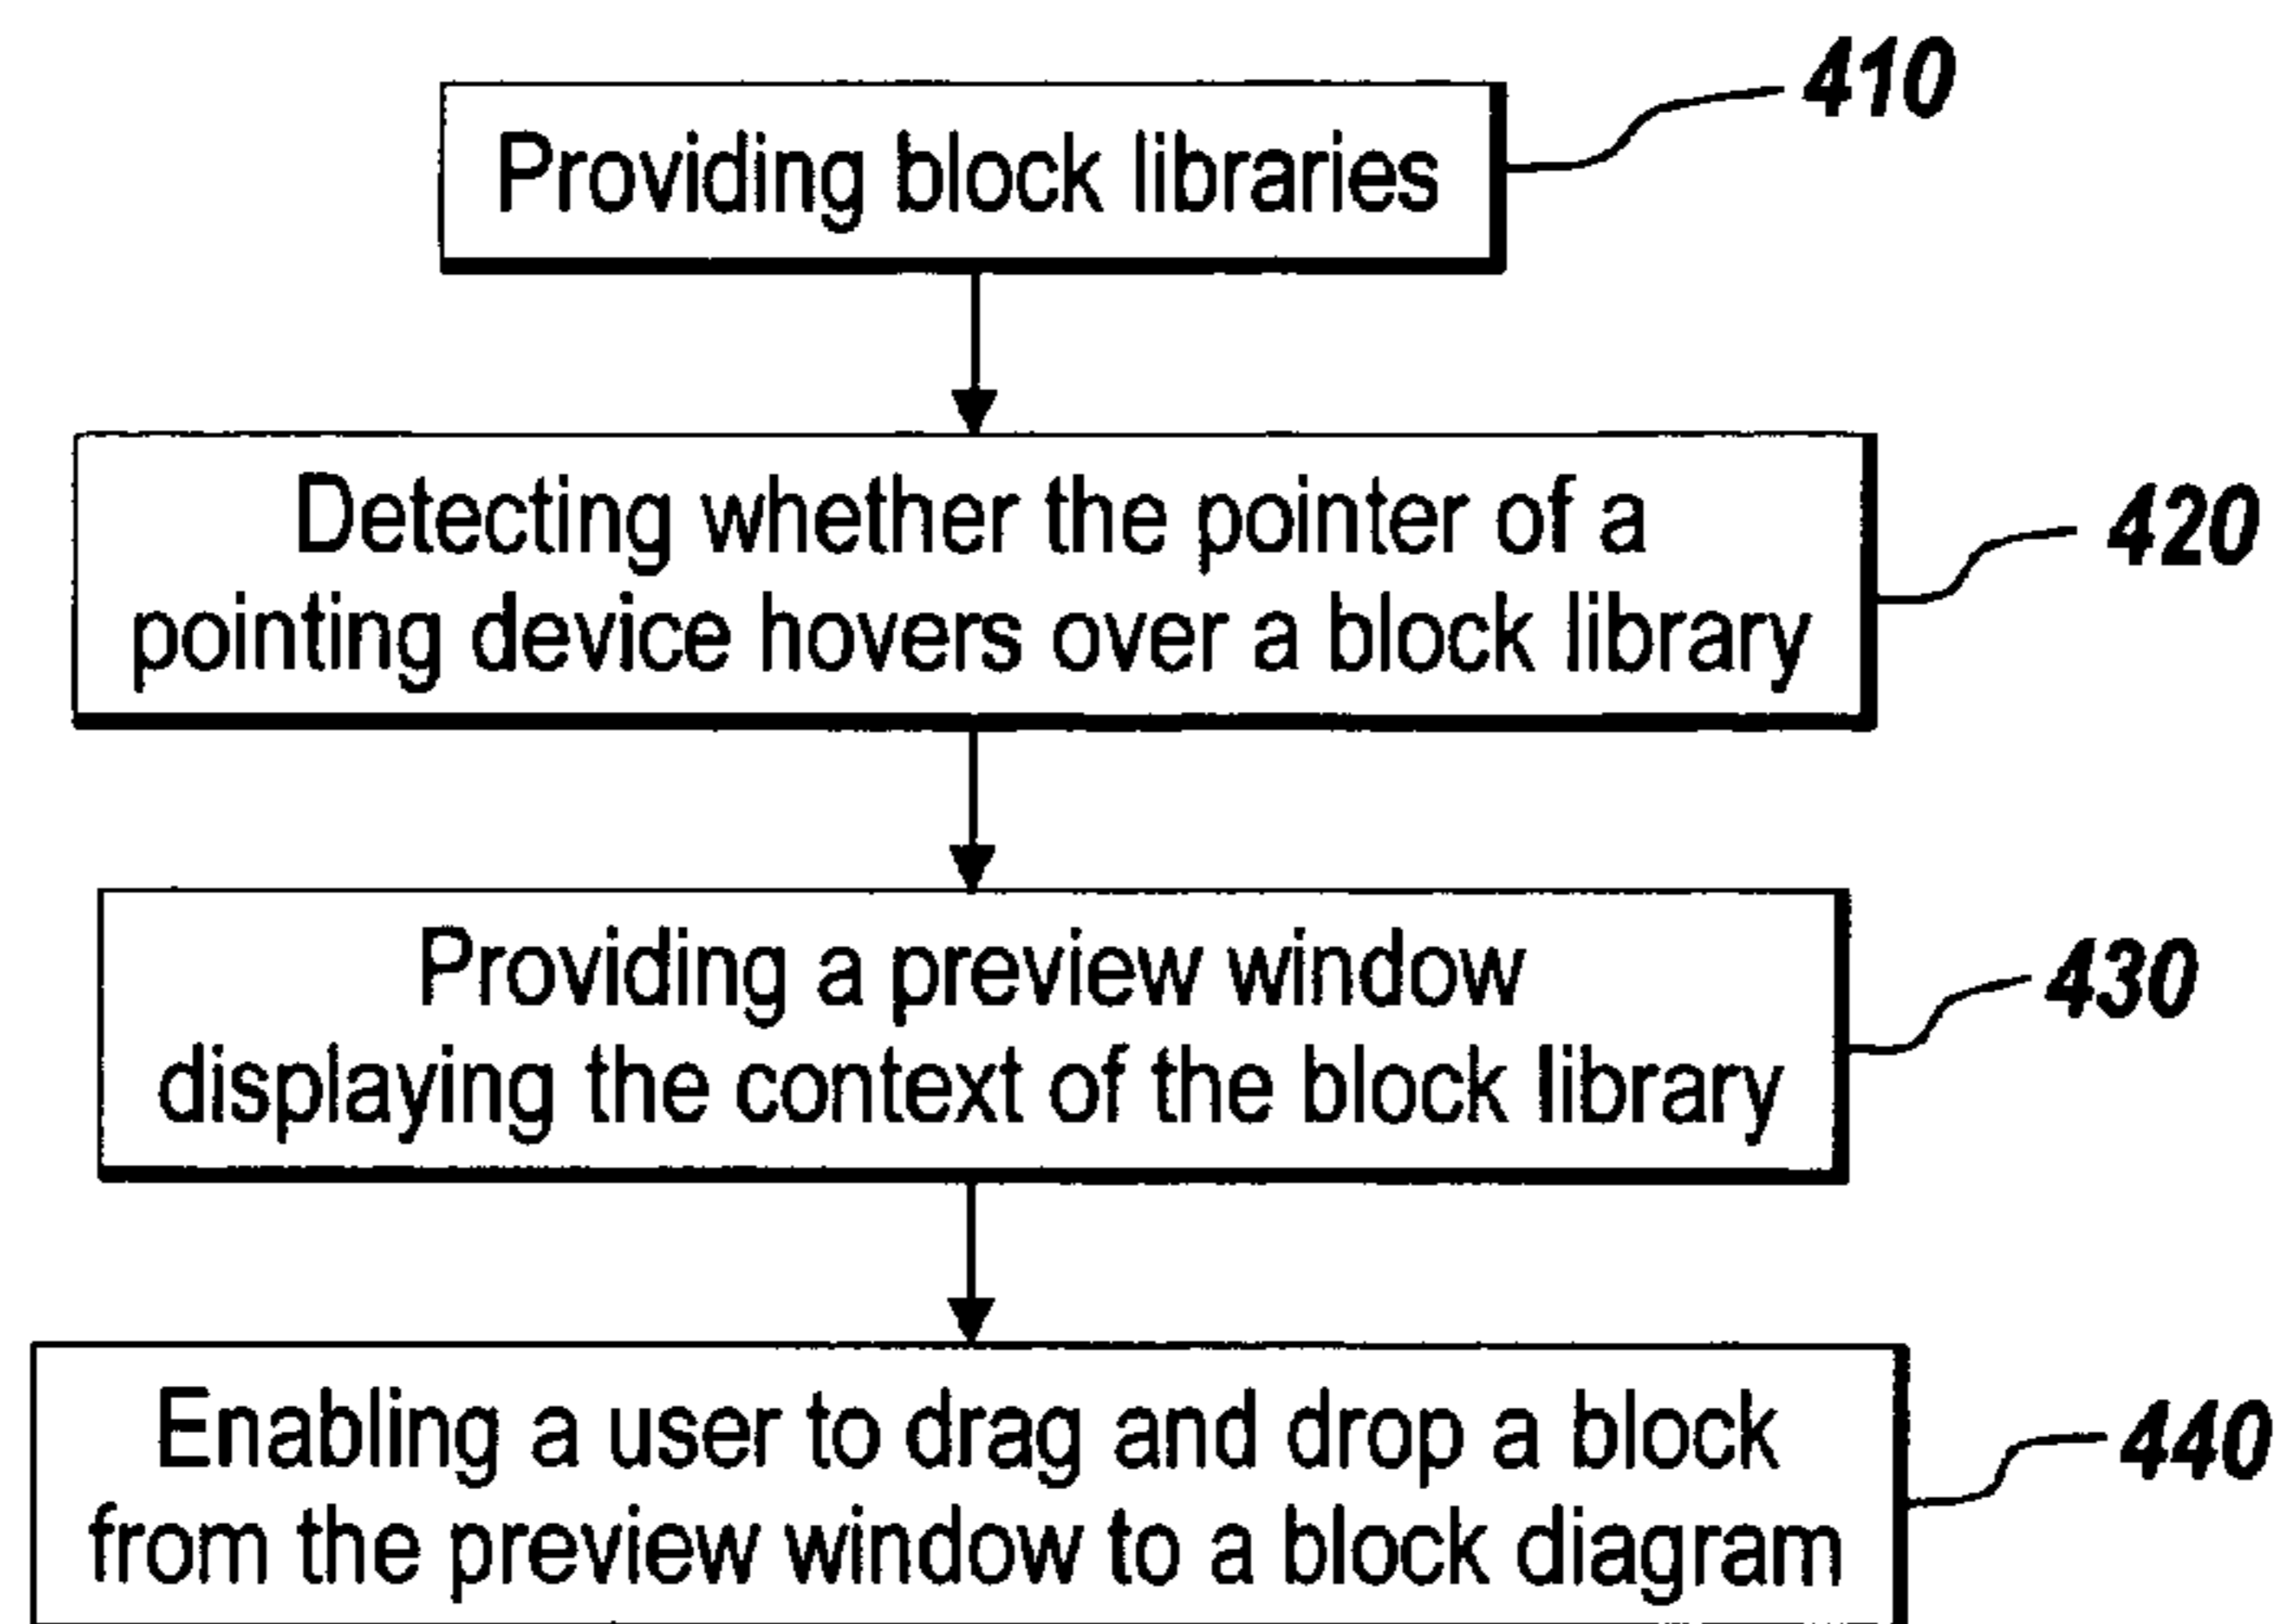 Providing block libraries
410
Detecting whether the pointer of a
pointing device hovers over a block library
420
Providing a preview window
displaying the context of the block library
430
Enabling a user to drag and drop a block
from the preview window to a block diagram
440